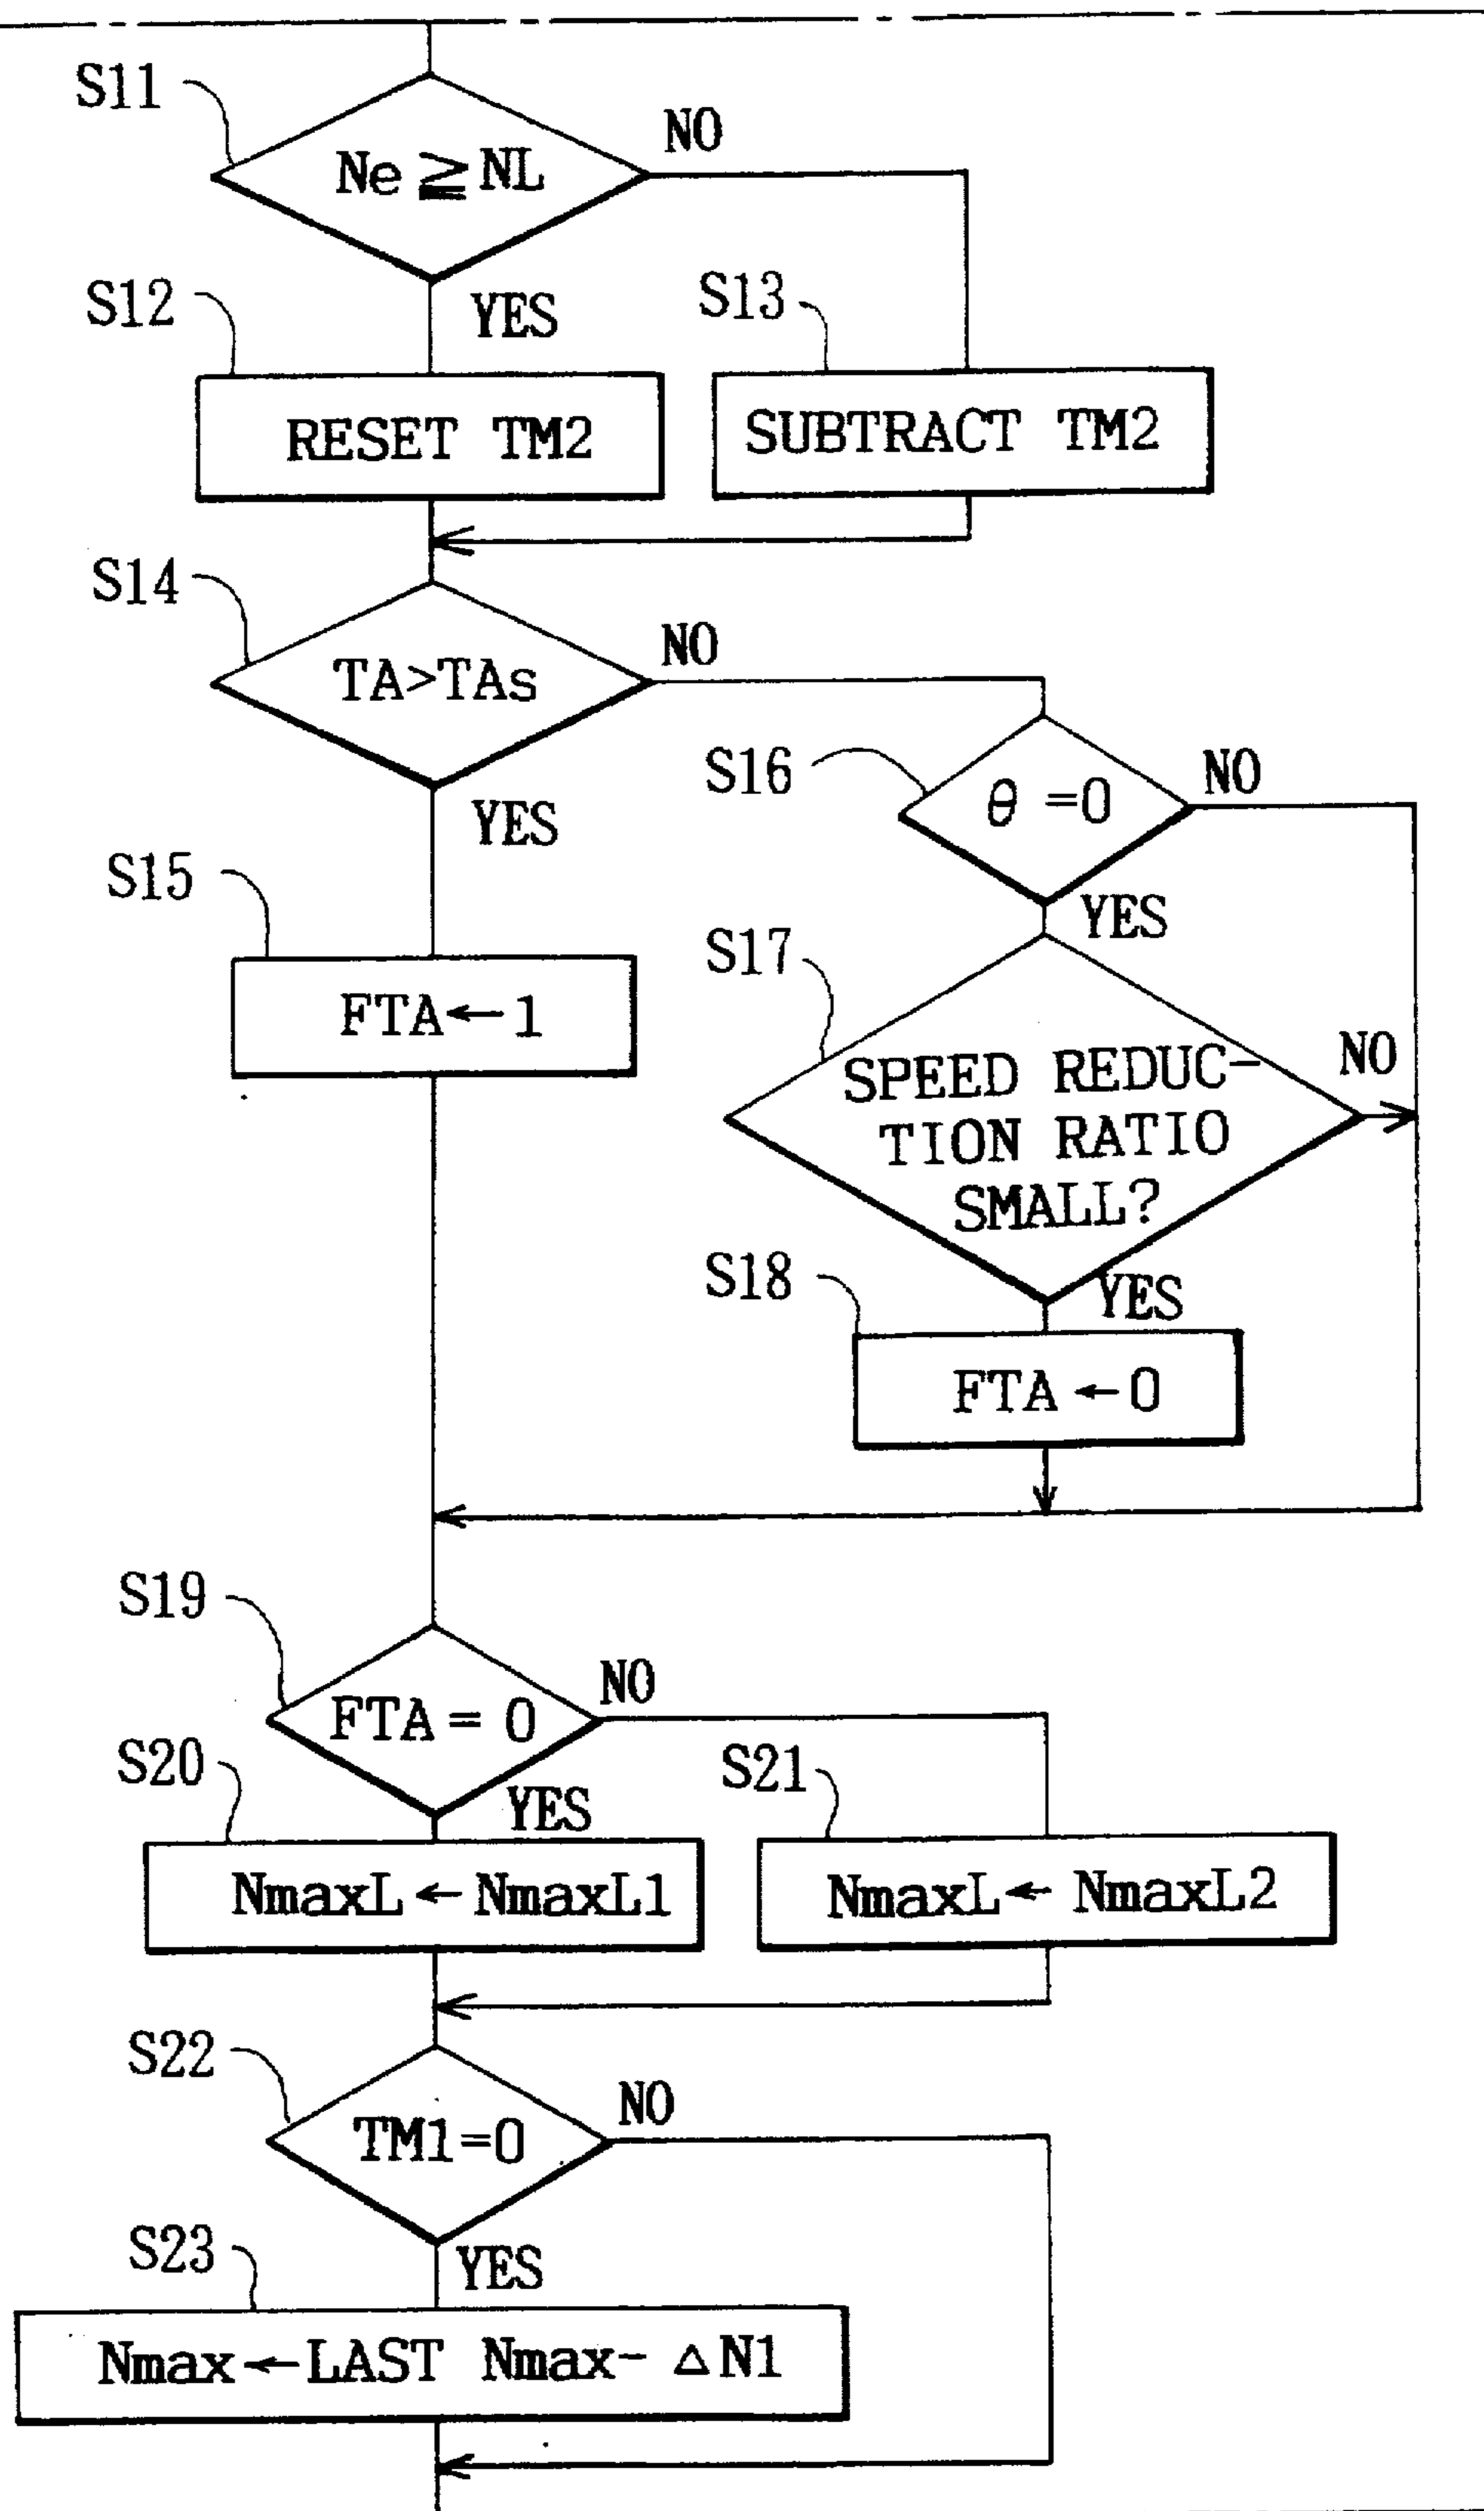 S11
Ne ≧ NL
NO
YES
S12
RESET TM2
S13
SUBTRACT TM2
S14
TA>TAs
NO
YES
S15
FTA←1
S16
θ =0
NO
YES
S17
SPEED REDUC-
TION RATIO
SMALL?
NO
YES
S18
FTA ←0
S19
FTA = 0
NO
YES
S20
NmaxL ← NmaxL1
S21
NmaxL ← NmaxL2
S22
TM1=0
NO
YES
S23
Nmax←LAST Nmax- △N1